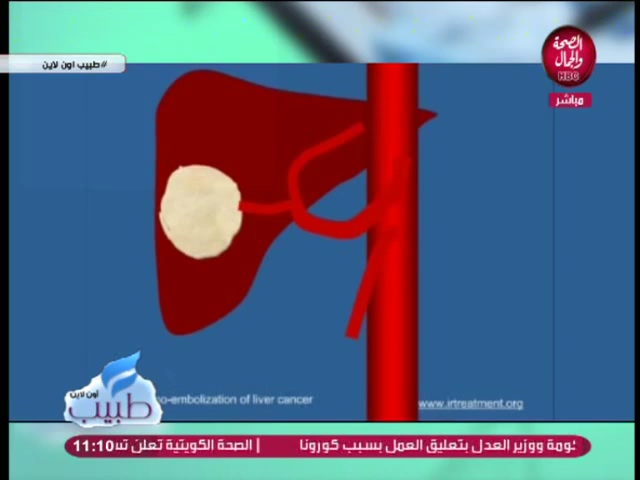 الصحة
والجمال
HBC
مباشر
#طبيب اون لاين
o-embolization of liver cancer
www.irtreatment.org
أون لاين
طبيب
ومة ووزير العدل بتعليق العمل بسبب كورونا | الصحة الكويتية تعلن
11:10